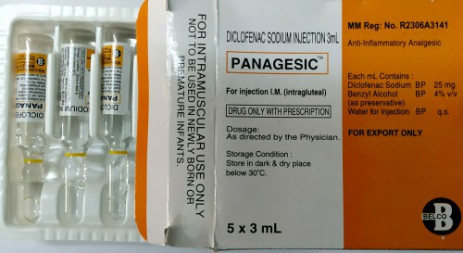 DICLOFENAC SODIUM INJECTION 3mL
PANAGESIC™
For injection I.M. (intragluteal)
DRUG ONLY WITH PRESCRIPTION
Dosage:
As directed by the Physician.
Storage Condition :
Store in dark & dry place
below 30°C.
5 x 3 mL
MM Reg: No. R2306A3141
Anti-Inflammatory Analgesic
Each mL Contains :
Diclofenac Sodium BP 25 mg
Benzyl Alcohol BP 4% v/v
(as preservative)
Water for Injection BP q.s.
FOR EXPORT ONLY
B
BELCO
FOR INTRAMUSCULAR USE ONLY
NOT TO BE USED IN NEWLY BORN OR
PREMATURE INFANTS.
DICLOFE
PANA